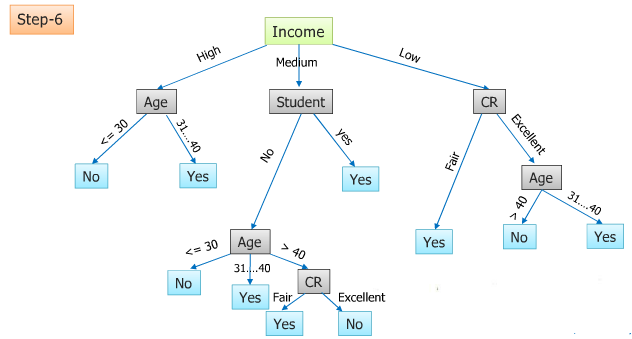 Step-6
Income
High
Medium
Low
Age
Student
CR
<= 30
31....40
No
yes
Fair
Excellent
No
Yes
Yes
Age
> 40
31....40
Yes
No
Yes
Age
<= 30
31....40
> 40
No
Yes
CR
Fair
Excellent
Yes
No